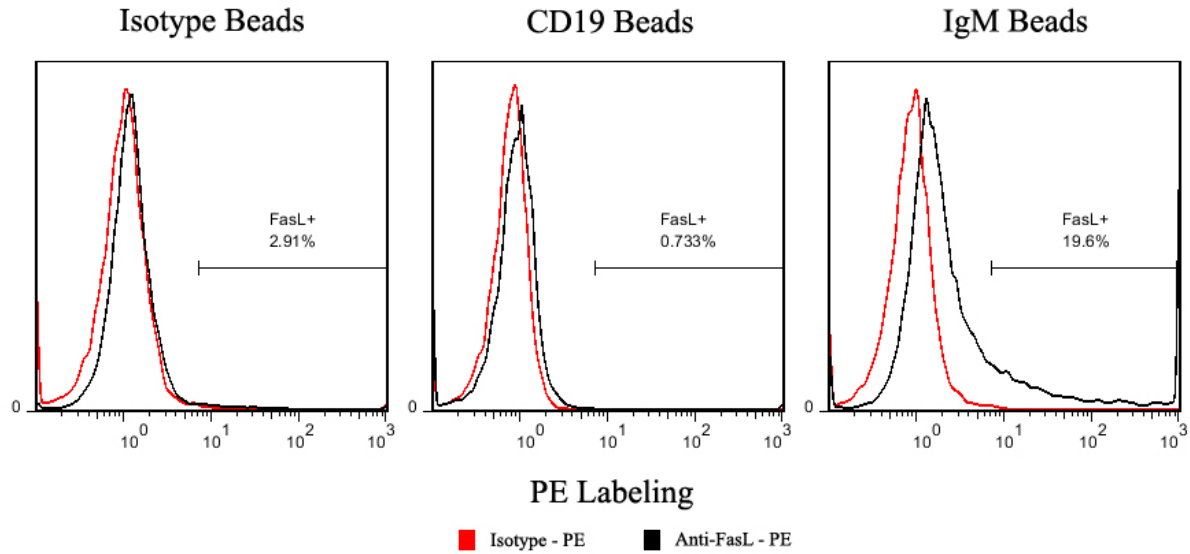 Isotype Beads
CD19 Beads
IgM Beads
FasL+
2.91%
FasL+
0.733%
FasL+
19.6%
0
10^0 10^1 10^2 10^3
0
10^0 10^1 10^2 10^3
0
10^0 10^1 10^2 10^3
PE Labeling
Isotype - PE
Anti-FasL - PE